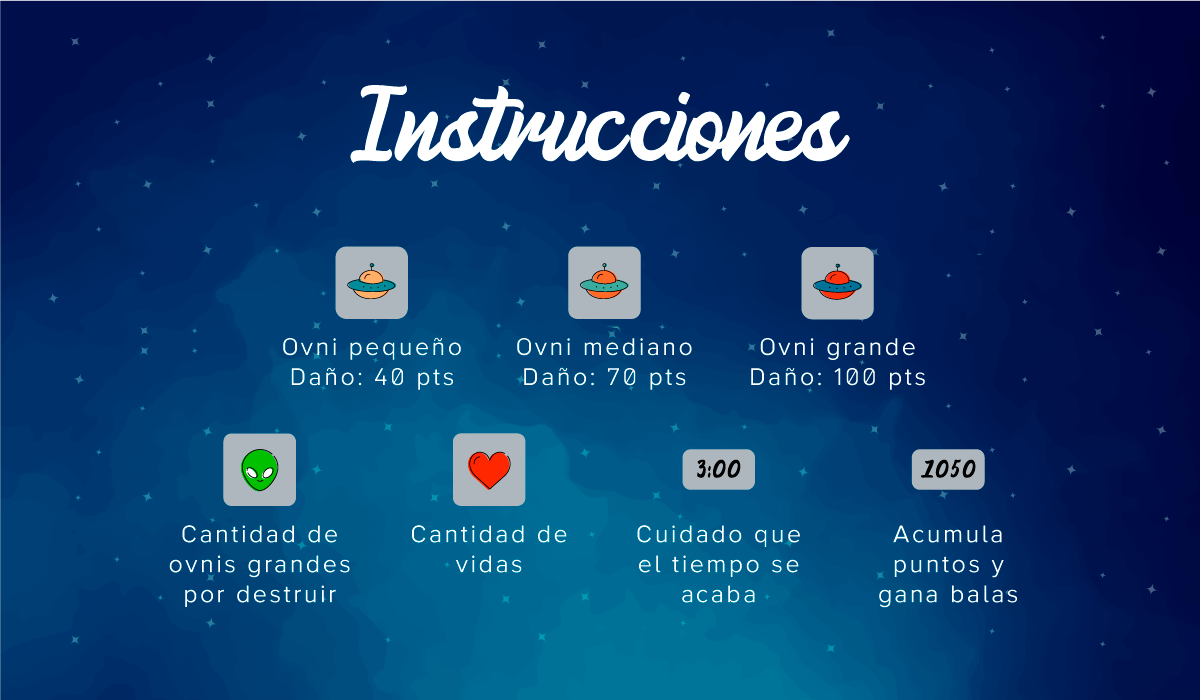 Instrucciones
Ovni pequeño
Daño: 40 pts
Ovni mediano
Daño: 70 pts
Ovni grande
Daño: 100 pts
Cantidad de
ovnis grandes
por destruir
Cantidad de
vidas
3:00
Cuidado que
el tiempo se
acaba
1050
Acumula
puntos y
gana balas